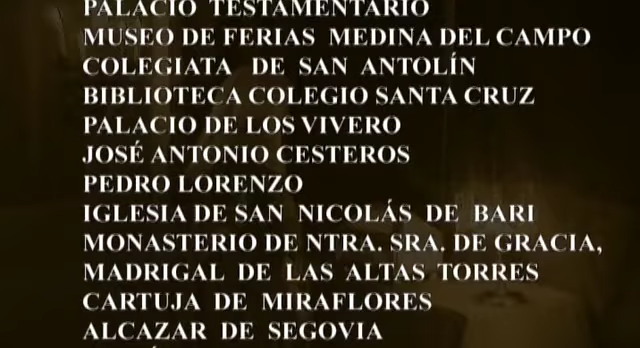 PALACIO TESTAMENTARIO
MUSEO DE FERIAS MEDINA DEL CAMPO
COLEGIATA DE SAN ANTOLÍN
BIBLIOTECA COLEGIO SANTA CRUZ
PALACIO DE LOS VIVERO
JOSÉ ANTONIO CESTEROS
PEDRO LORENZO
IGLESIA DE SAN NICOLÁS DE BARI
MONASTERIO DE NTRA. SRA. DE GRACIA,
MADRIGAL DE LAS ALTAS TORRES
CARTUJA DE MIRAFLORES
ALCAZAR DE SEGOVIA